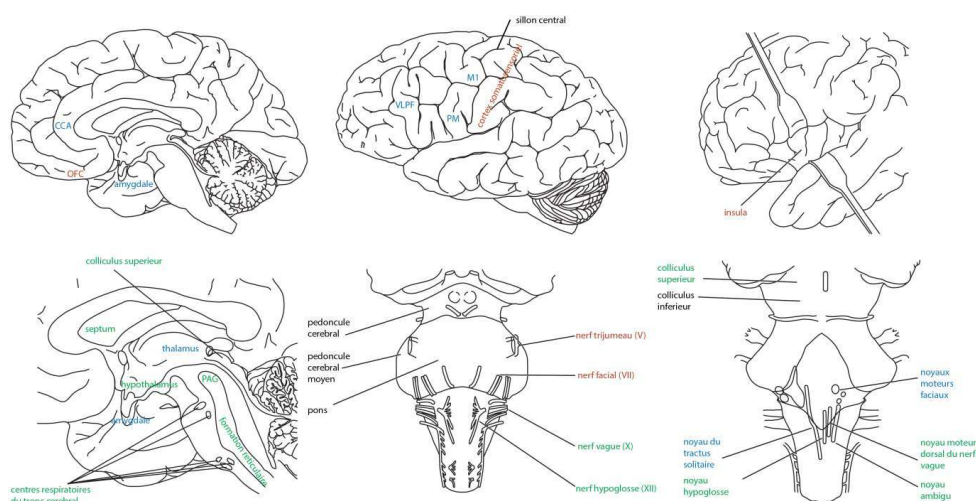 sillon central
M1
cortex somatosensoriel
VLPF
PM
CCA
OFC
amygdale
insula
colliculus superieur
septum
thalamus
hypothalamus
PAG
amygdale
formation reticulaire
centres respiratoires
du tronc cerebral
pedoncule
cerebral
pedoncule
cerebral
moyen
pons
nerf trijumeau (V)
nerf facial (VII)
nerf vague (X)
nerf hypoglosse (XII)
colliculus
superieur
colliculus
inferieur
noyaux
moteurs
faciaux
noyau du
tractus
solitaire
noyau
hypoglosse
noyau moteur
dorsal du nerf
vague
noyau
ambigu